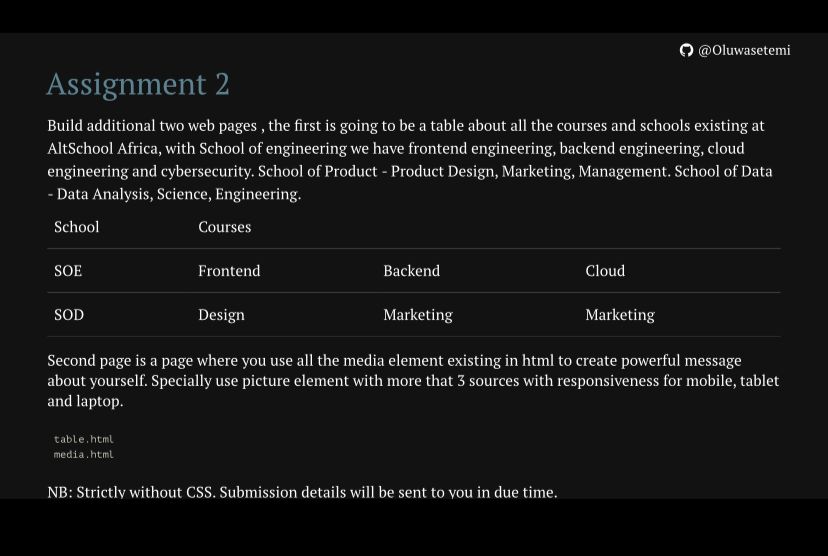 @Oluwasetemi
Assignment 2
Build additional two web pages , the first is going to be a table about all the courses and schools existing at
AltSchool Africa, with School of engineering we have frontend engineering, backend engineering, cloud
engineering and cybersecurity. School of Product - Product Design, Marketing, Management. School of Data
- Data Analysis, Science, Engineering.
School Courses
SOE Frontend Backend Cloud
SOD Design Marketing Marketing
Second page is a page where you use all the media element existing in html to create powerful message
about yourself. Specially use picture element with more that 3 sources with responsiveness for mobile, tablet
and laptop.
table.html
media.html
NB: Strictly without CSS. Submission details will be sent to you in due time.